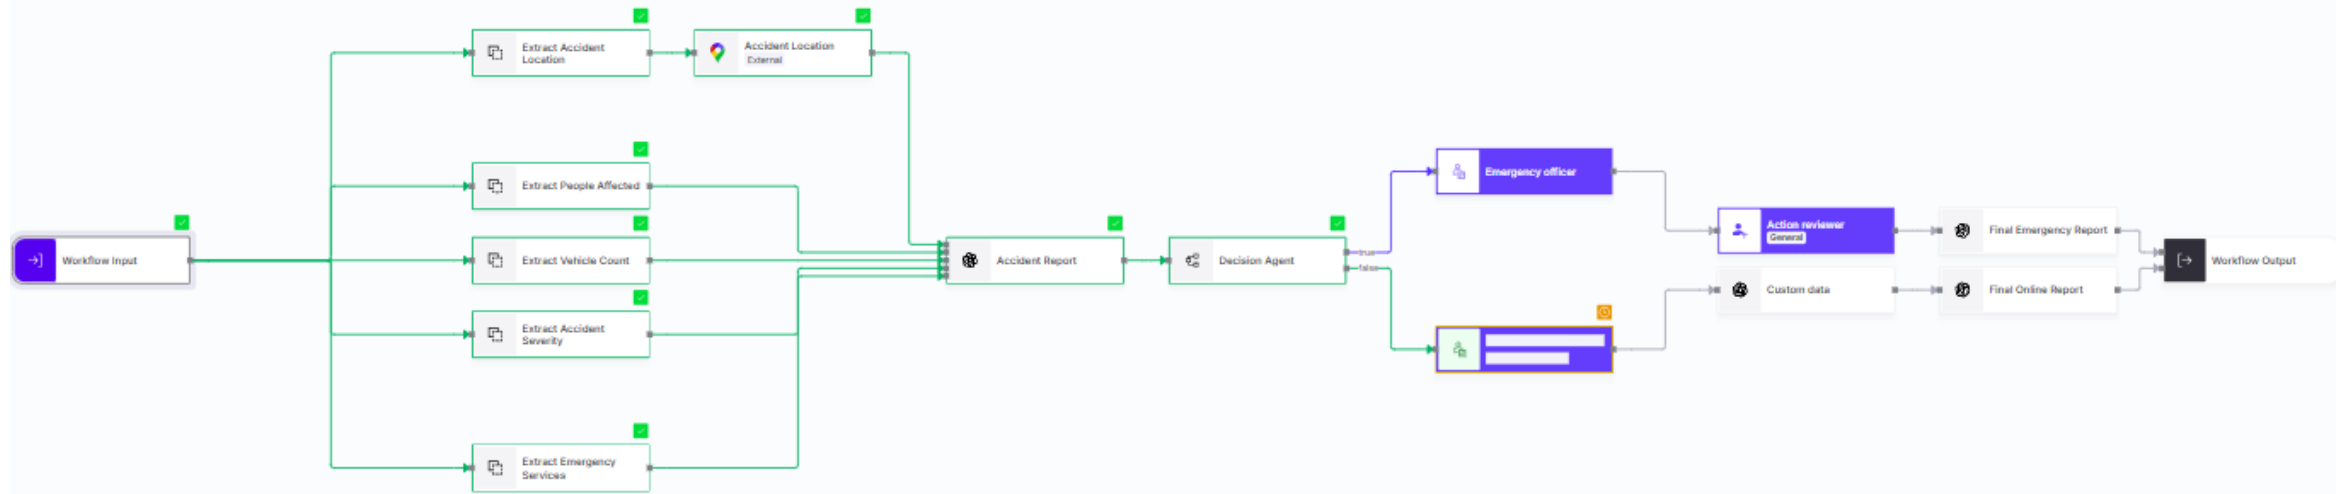 Extract Accident
Location
Accident Location
External
Extract People Affected
Workflow Input
Extract Vehicle Count
Extract Accident
Severity
Extract Emergency
Services
Accident Report
Decision Agent
true
false
Emergency officer
Action reviewer
General
Custom data
Final Emergency Report
Final Online Report
Workflow Output